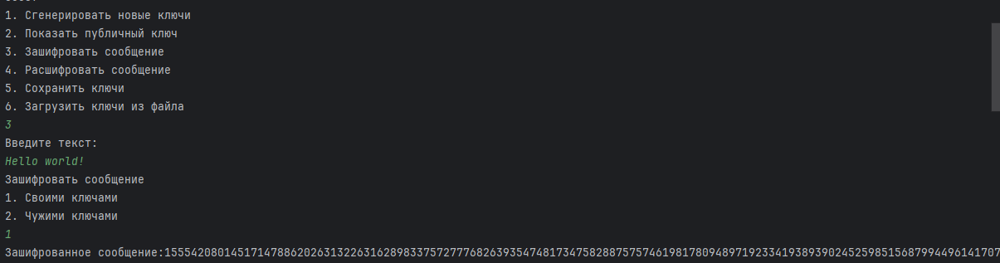 1. Сгенерировать новые ключи
2. Показать публичный ключ
3. Зашифровать сообщение
4. Расшифровать сообщение
5. Сохранить ключи
6. Загрузить ключи из файла
3
Введите текст:
Hello world!
Зашифровать сообщение
1. Своими ключами
2. Чужими ключами
1
Зашифрованное сообщение:155542080145171478862026313226316289833757277768263935474817347582887575746198178094897192334193893902452598515687994496141707